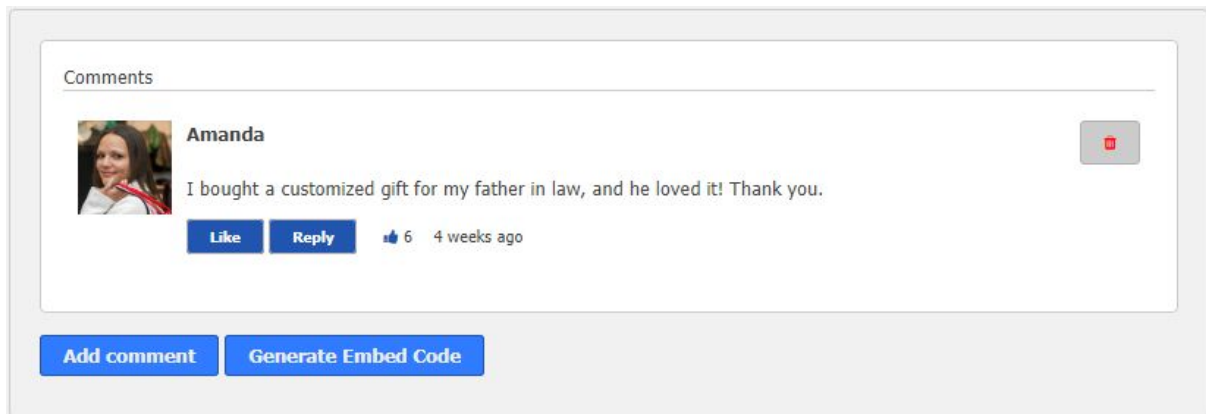 Comments
Amanda
I bought a customized gift for my father in law, and he loved it! Thank you.
Like Reply 6 4 weeks ago
Add comment Generate Embed Code